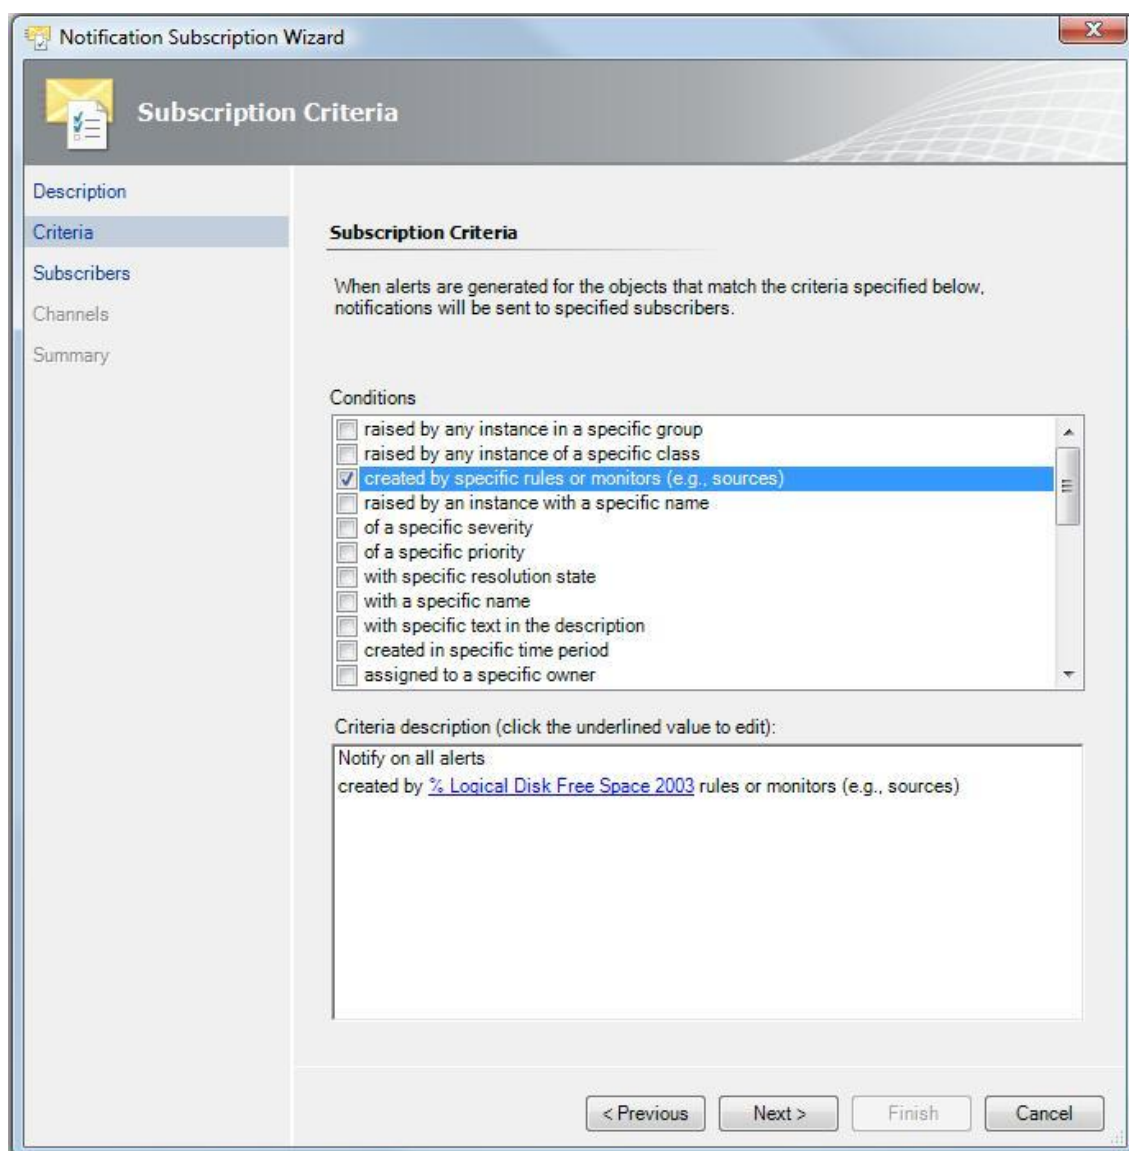 Notification Subscription Wizard
Subscription Criteria
Description
Criteria
Subscribers
Channels
Summary
Subscription Criteria
When alerts are generated for the objects that match the criteria specified below,
notifications will be sent to specified subscribers.
Conditions
raised by any instance in a specific group
raised by any instance of a specific class
created by specific rules or monitors (e.g., sources)
raised by an instance with a specific name
of a specific severity
of a specific priority
with specific resolution state
with a specific name
with specific text in the description
created in specific time period
assigned to a specific owner
Criteria description (click the underlined value to edit):
Notify on all alerts
created by % Logical Disk Free Space 2003 rules or monitors (e.g., sources)
< Previous Next > Finish Cancel